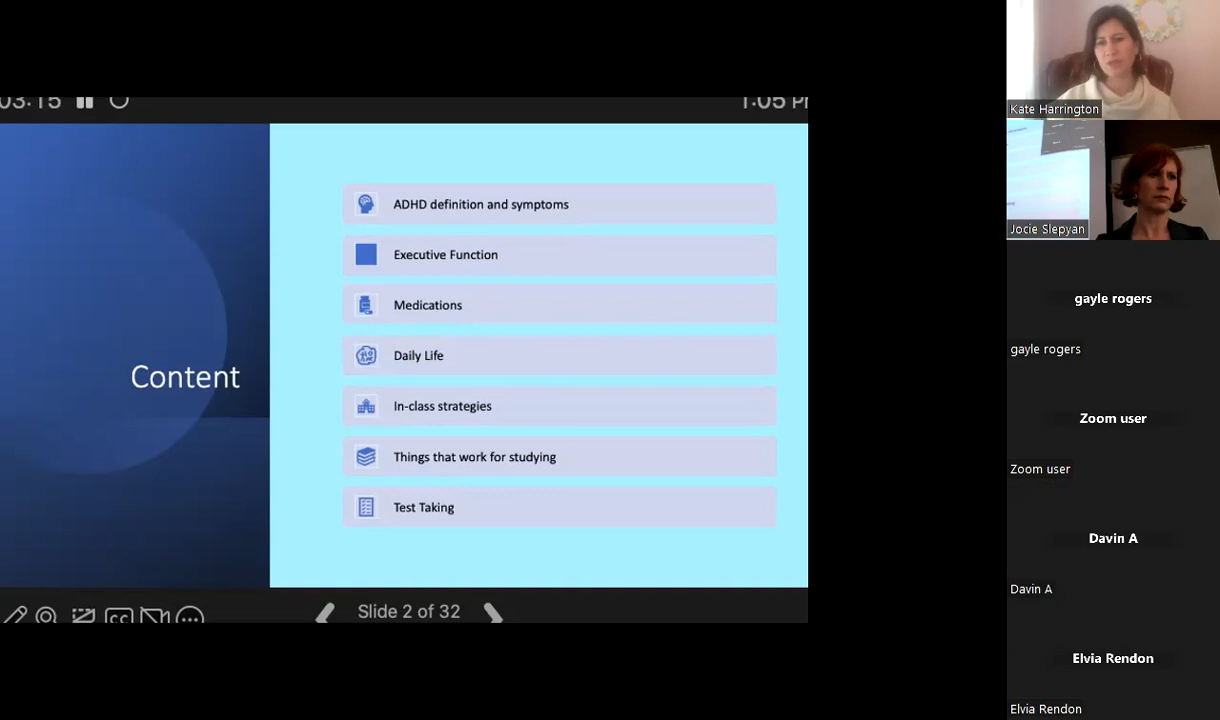 03:15
1:05 P
Content
ADHD definition and symptoms
Executive Function
Medications
Daily Life
In-class strategies
Things that work for studying
Test Taking
CC
Slide 2 of 32
Kate Harrington
Jocie Slepyan
gayle rogers
gayle rogers
Zoom user
Zoom user
Davin A
Davin A
Elvia Rendon
Elvia Rendon